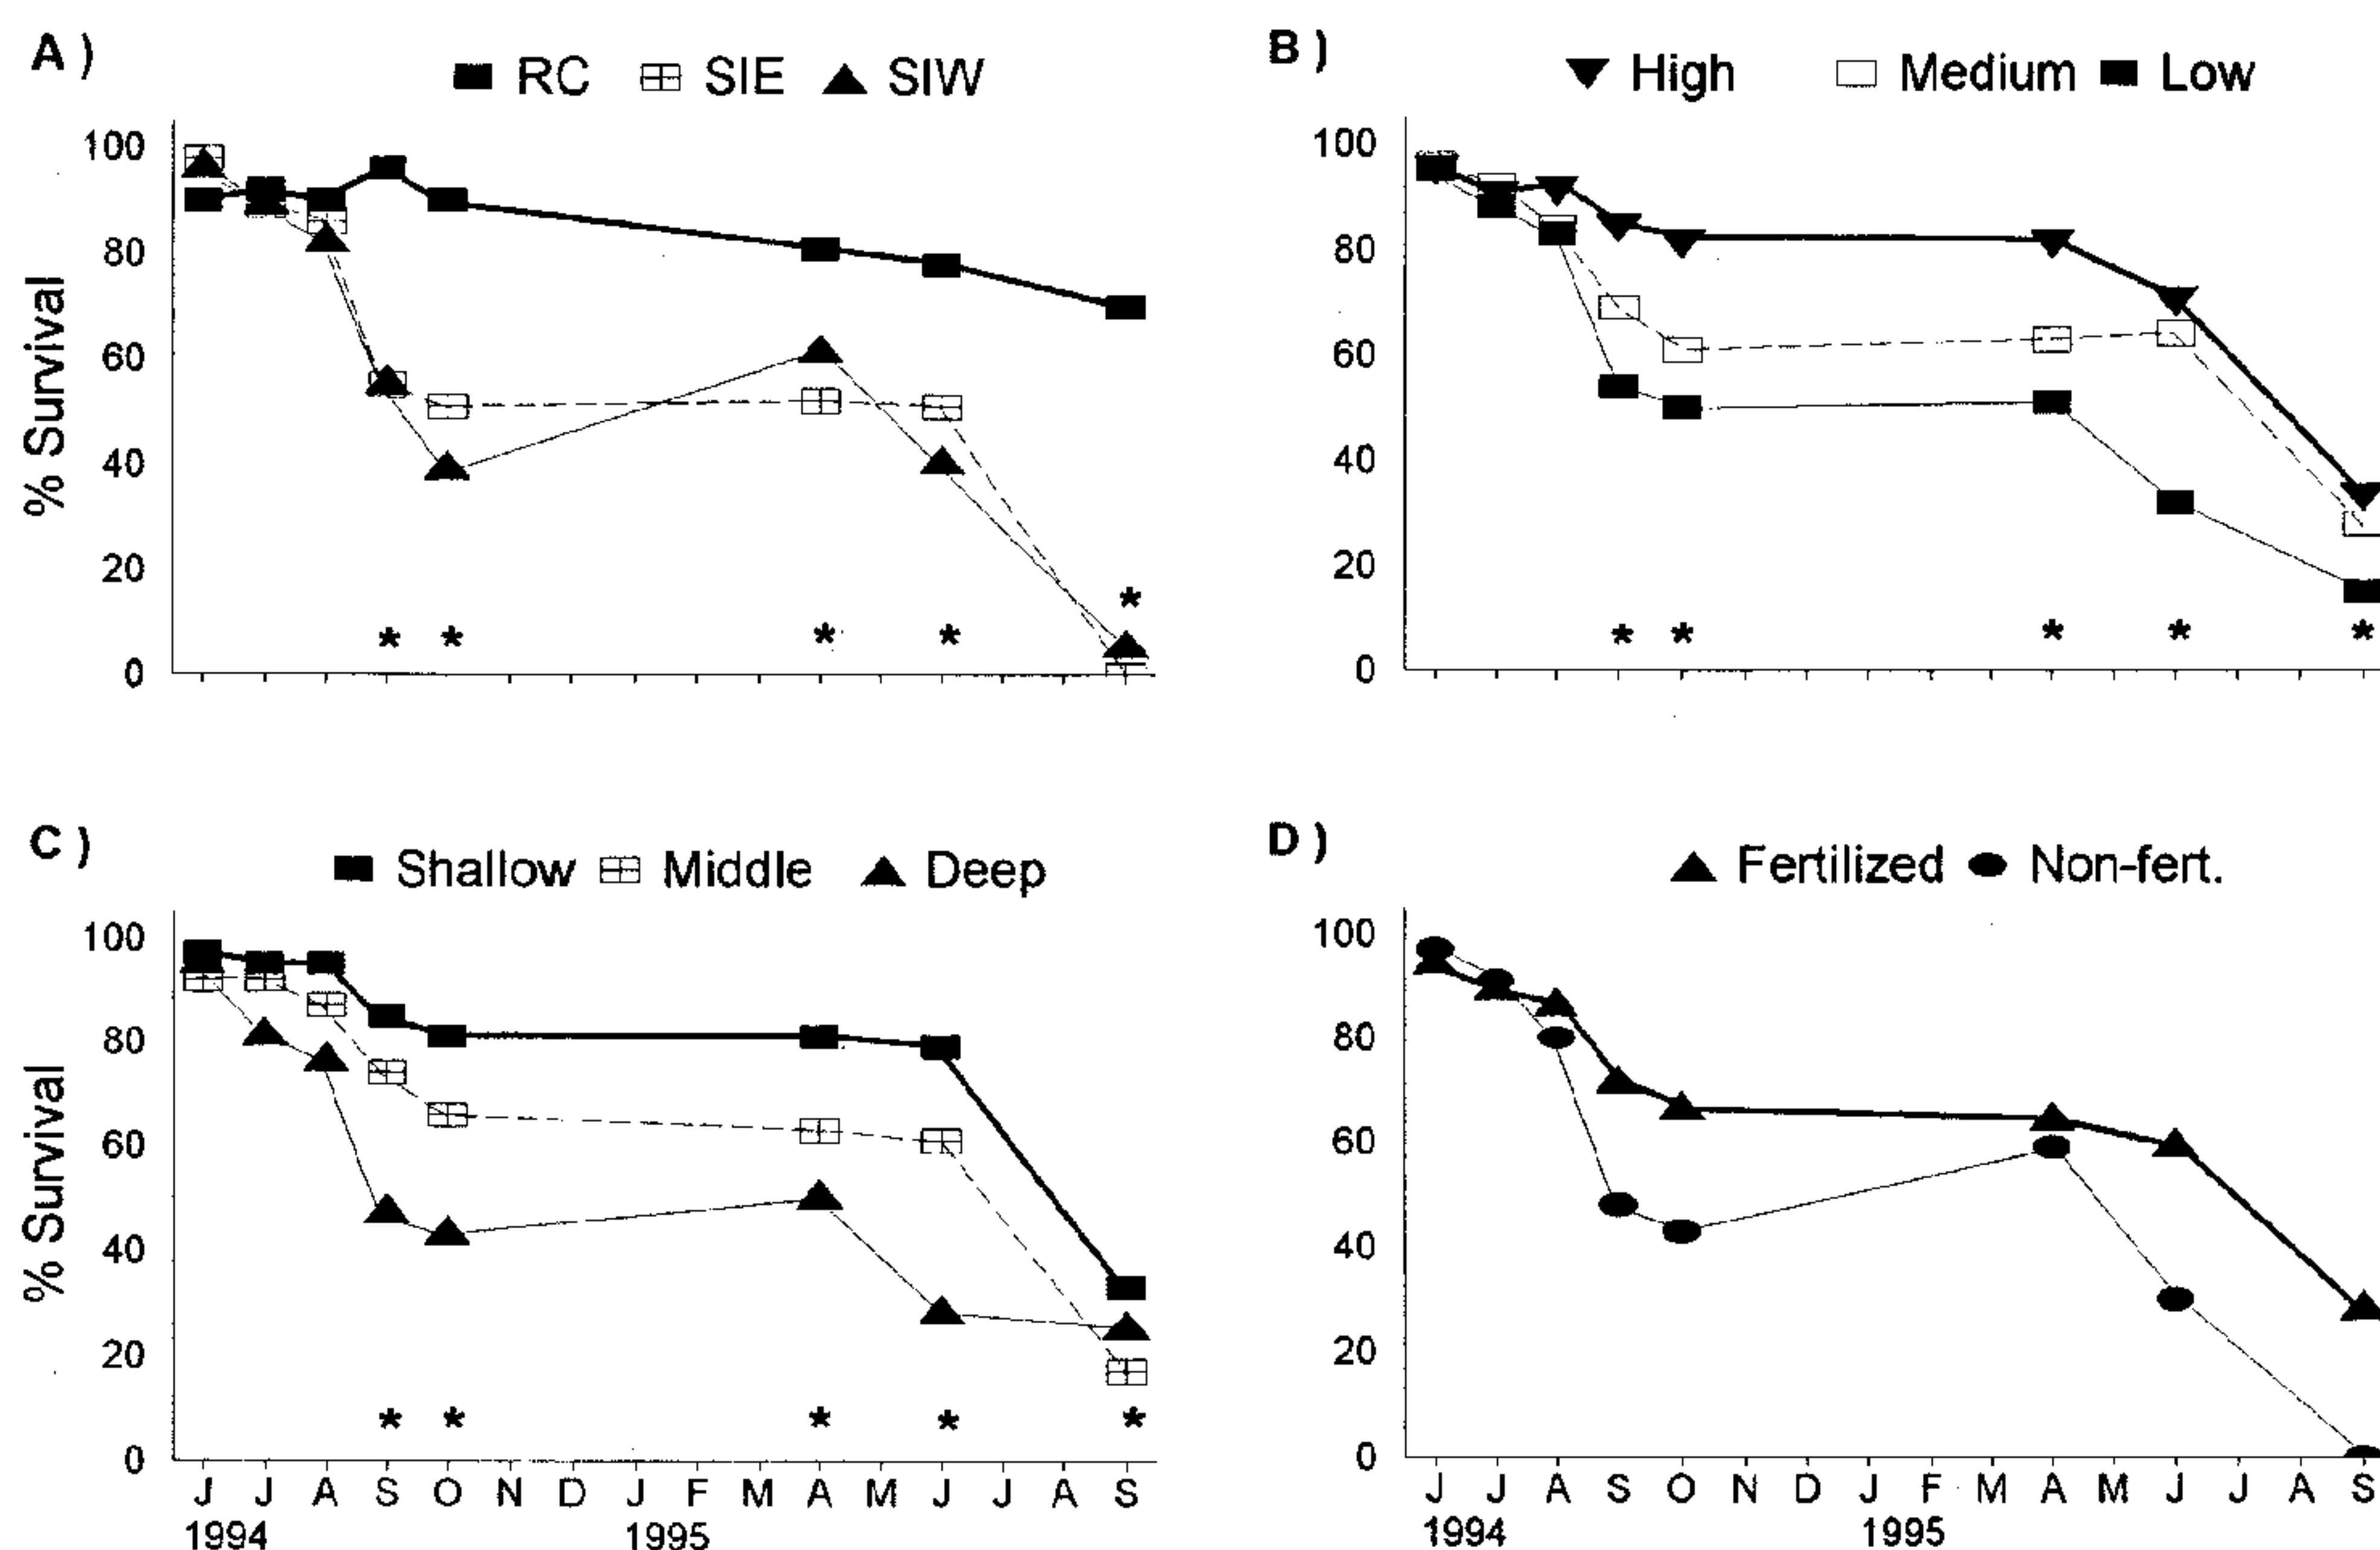 A )
RC SIE SIW
100
80
60
40
20
0
% Survival
* * * * *
B )
High Medium Low
100
80
60
40
20
0
* * * * *
C )
Shallow Middle Deep
100
80
60
40
20
0
% Survival
* * * * *
J J A S O N D J F M A M J J A S
1994 1995
D )
Fertilized Non-fert.
100
80
60
40
20
0
J J A S O N D J F M A M J J A S
1994 1995